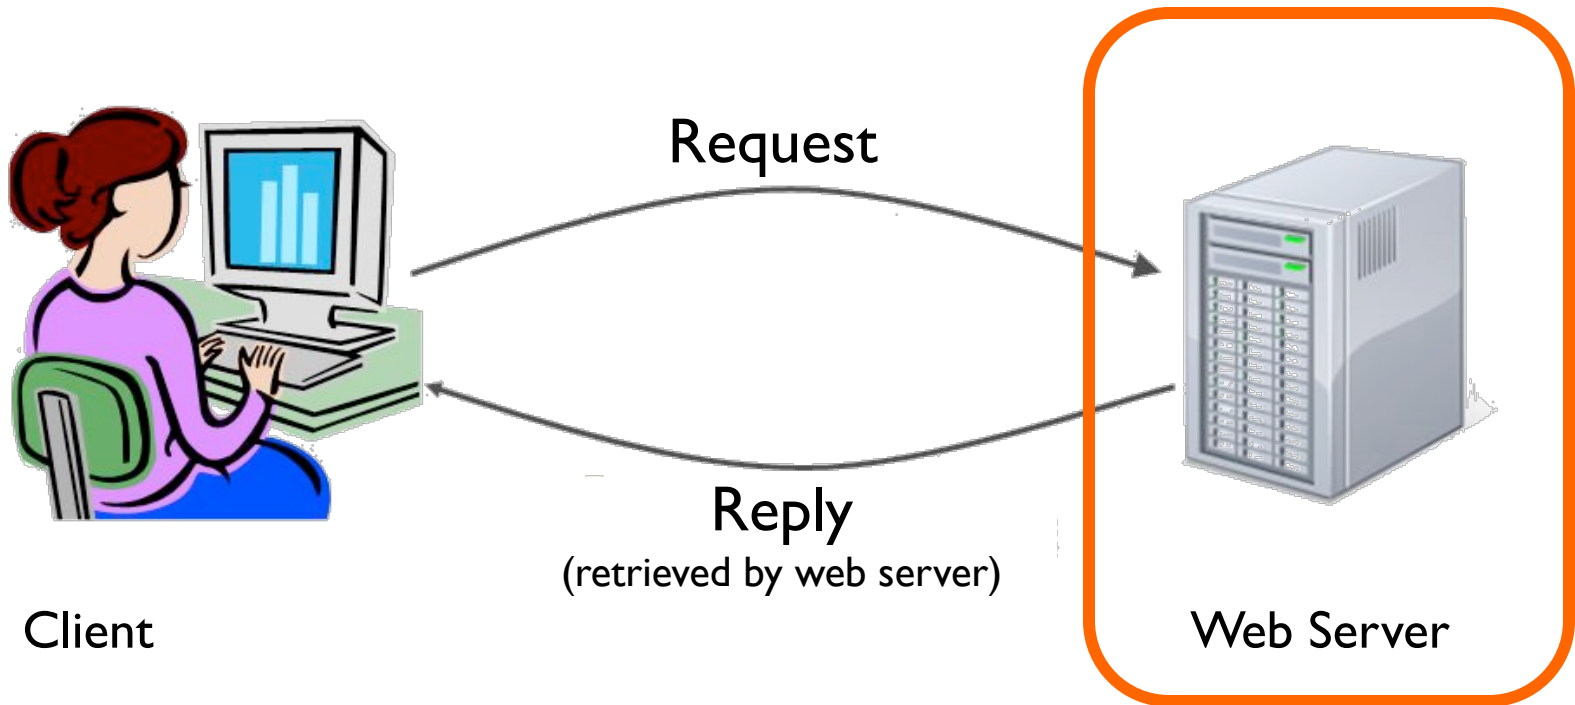 Request
Reply
(retrieved by web server)
Client
Web Server